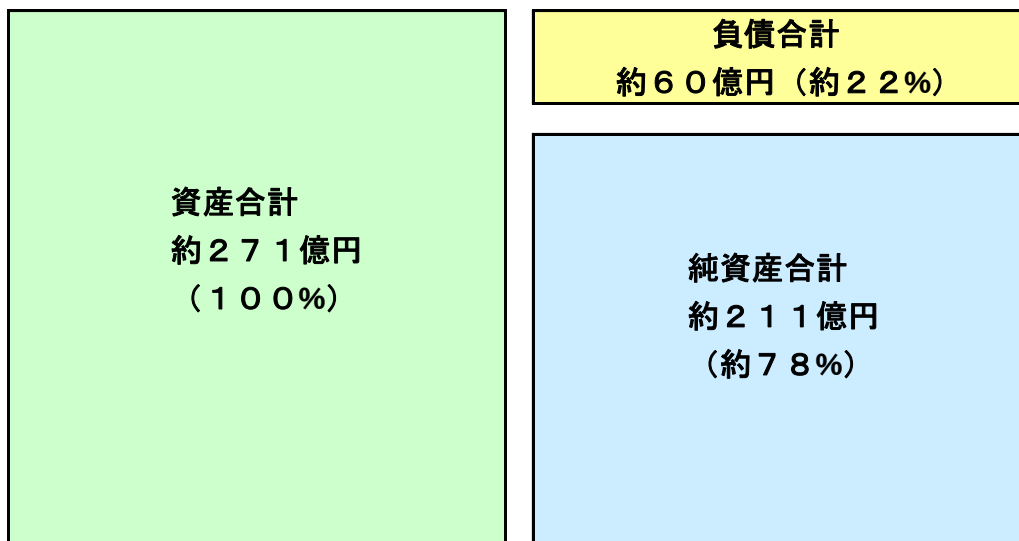 負債合計
約６０億円（約２２%）
資産合計
約２７１億円
（１００%）
純資産合計
約２１１億円
（約７８%）